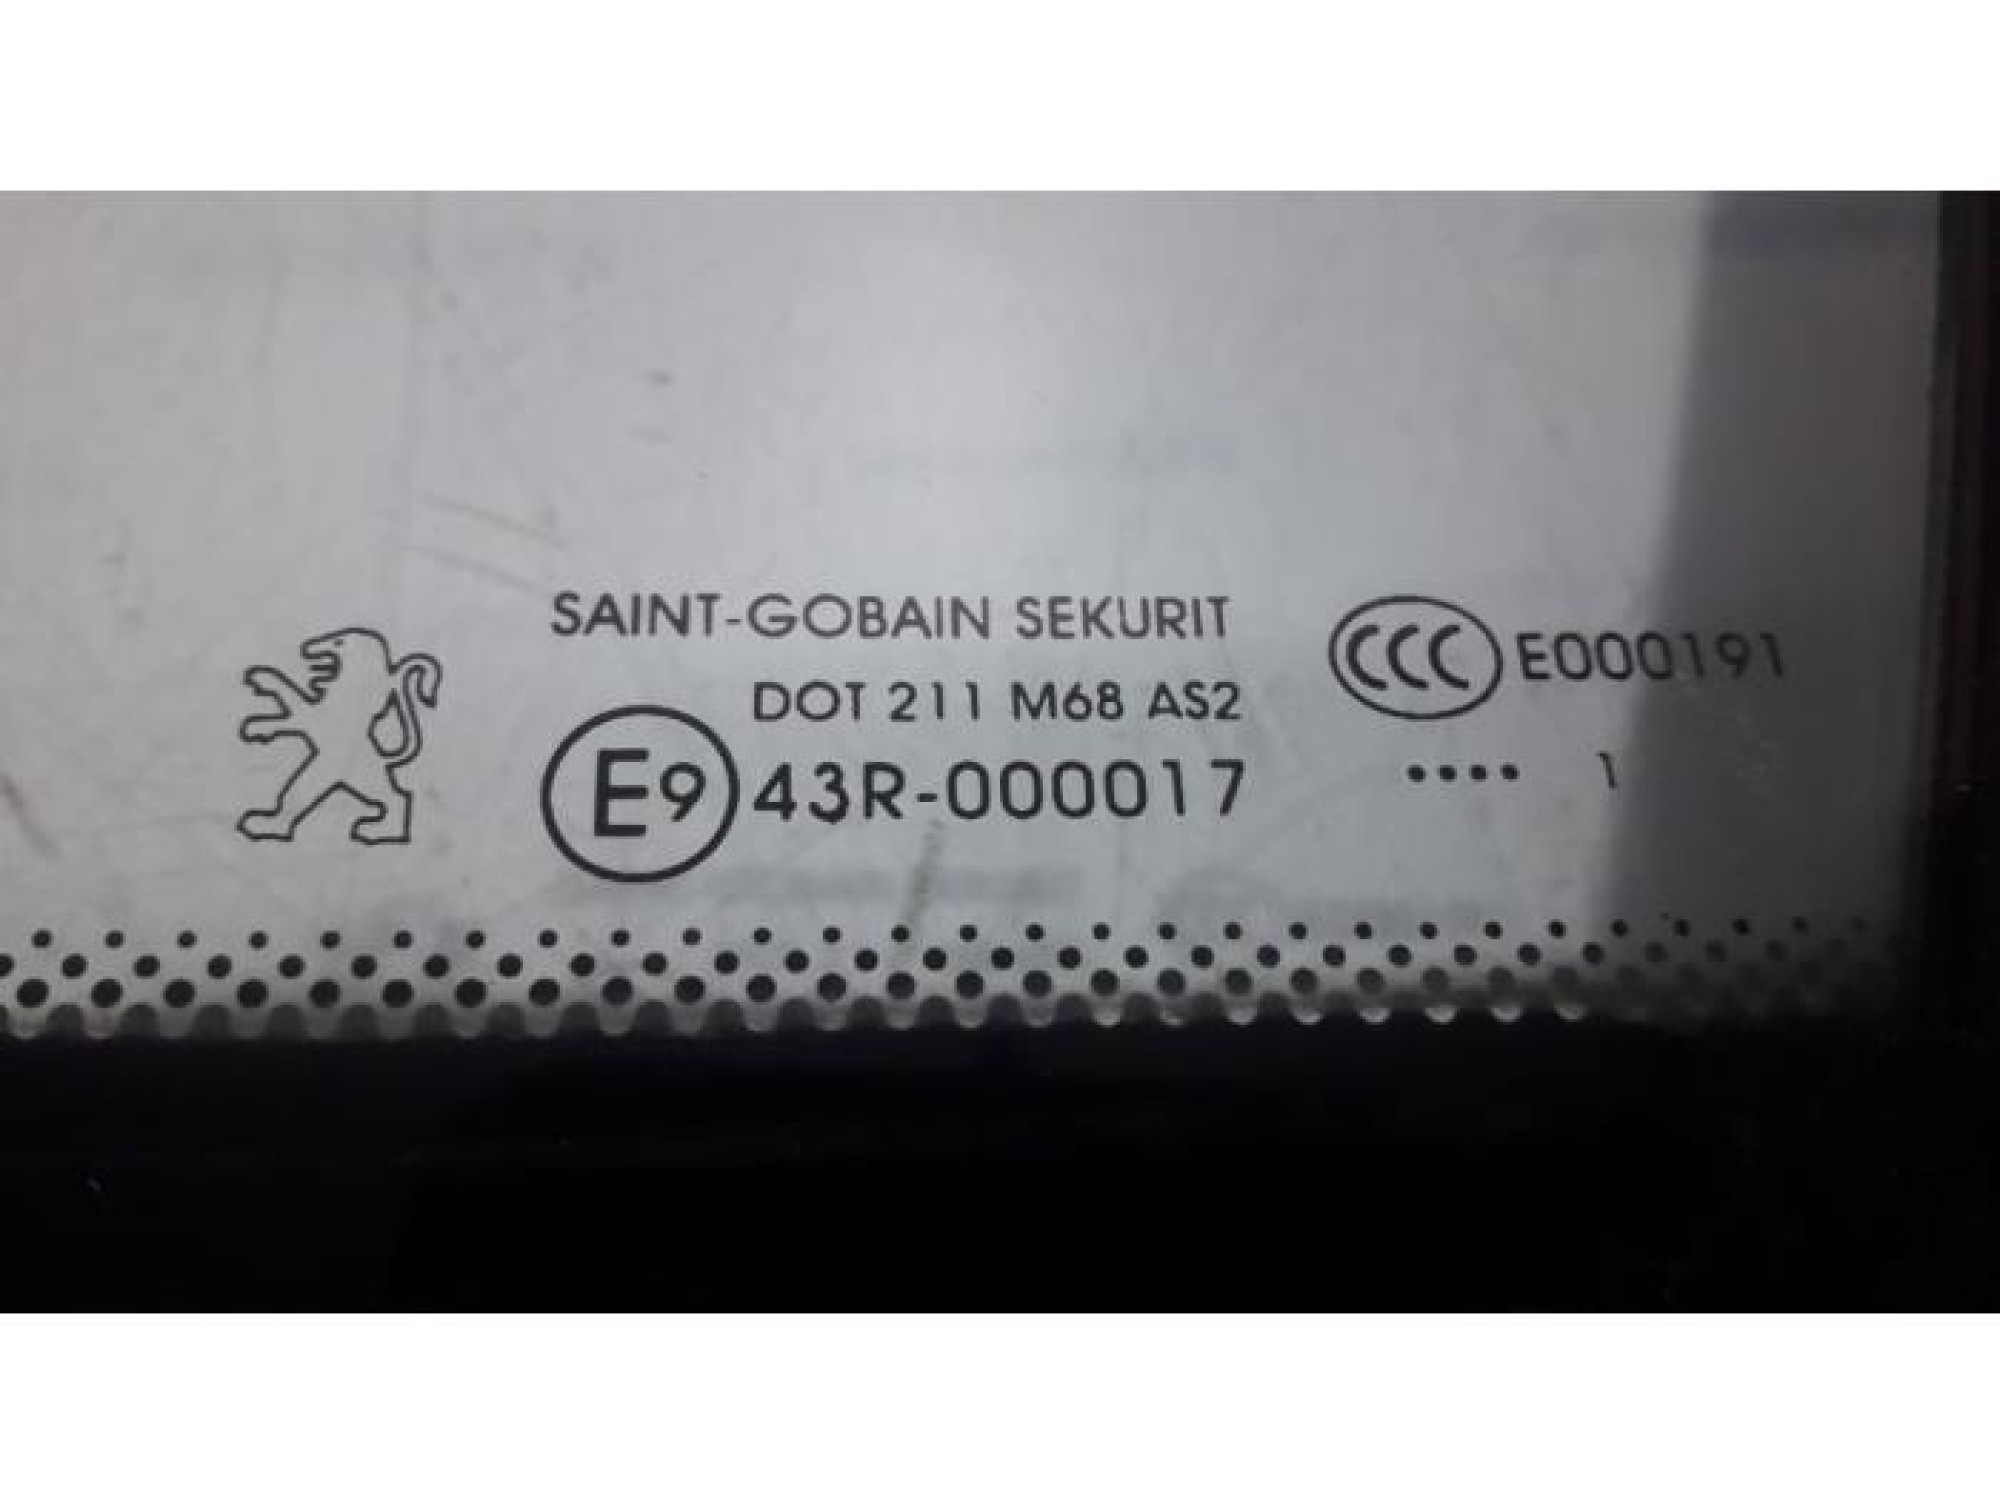 SAINT-GOBAIN SEKURIT
DOT 211 M68 AS2
E9 43R-000017
CCC E000191
.... 1